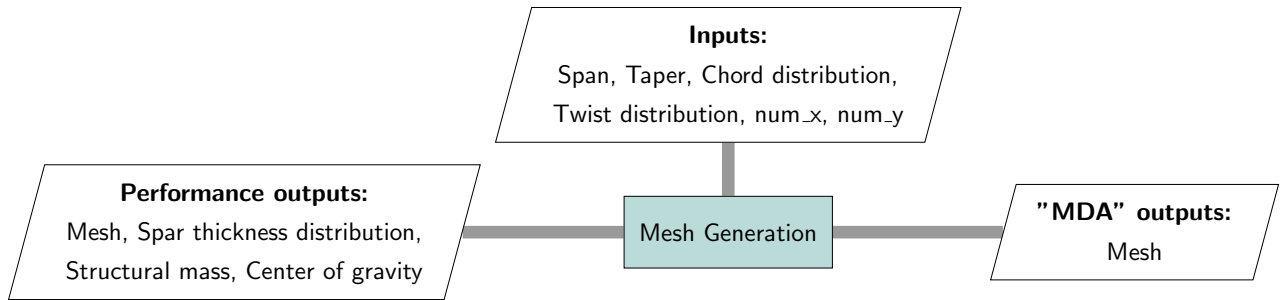 Inputs:
Span, Taper, Chord distribution,
Twist distribution, num_x, num_y
Performance outputs:
Mesh, Spar thickness distribution,
Structural mass, Center of gravity
Mesh Generation
"MDA" outputs:
Mesh